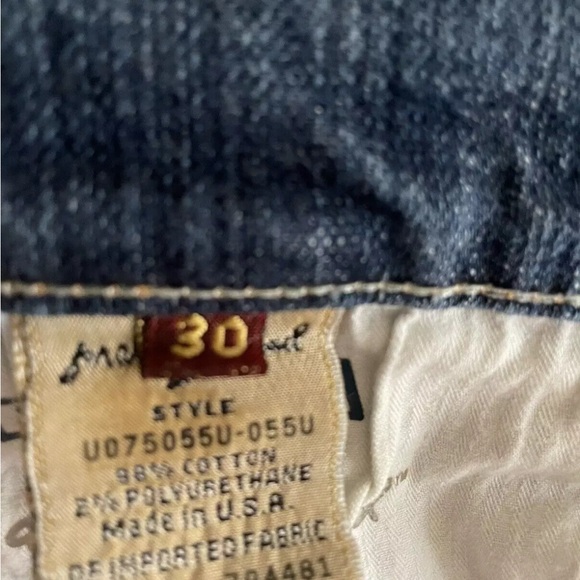 30
STYLE
U075055U-055U
98% COTTON
2% POLYURETHANE
Made in U.S.A.
OF IMPORTED FABRIC